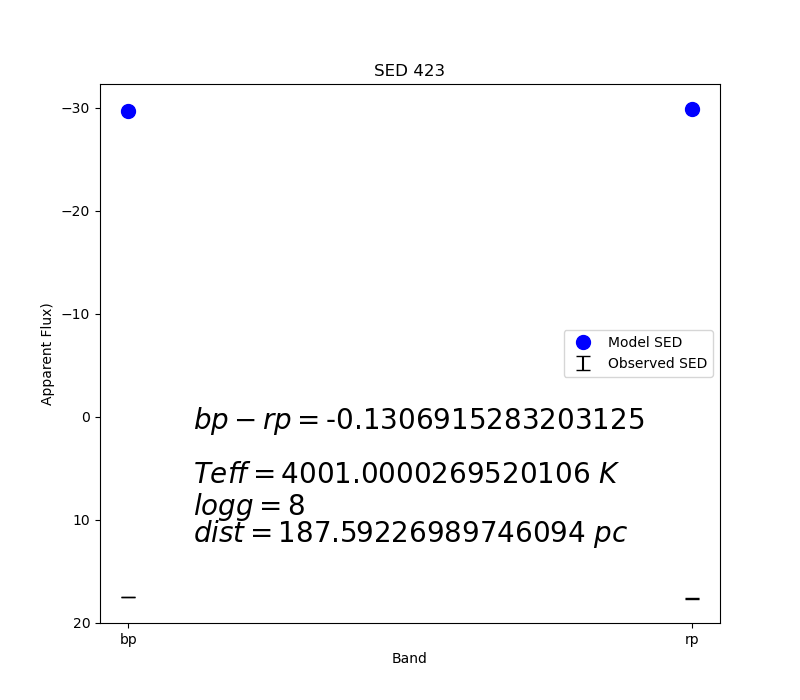 SED 423
−30
−20
−10
0
10
20
Apparent Flux)
Model SED
Observed SED
bp − rp = -0.1306915283203125
Teff = 4001.0000269520106 K
logg = 8
dist = 187.59226989746094 pc
bp
rp
Band